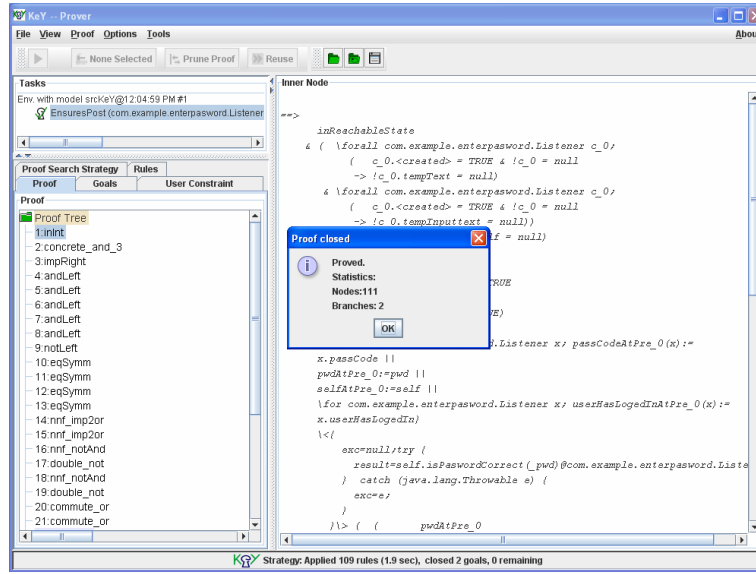 KeY -- Prover
File View Proof Options Tools
About
None Selected Prune Proof Reuse
Tasks
Env. with model srcKeY@12:04:59 PM #1
EnsuresPost (com.example.enterpasword.Listener
Proof Search Strategy Rules
Proof Goals User Constraint
Proof
Proof Tree
1:inInt
2:concrete_and_3
3:impRight
4:andLeft
5:andLeft
6:andLeft
7:andLeft
8:andLeft
9:notLeft
10:eqSymm
11:eqSymm
12:eqSymm
13:eqSymm
14:nnf_imp2or
15:nnf_imp2or
16:nnf_notAnd
17:double_not
18:nnf_notAnd
19:double_not
20:commute_or
21:commute_or
Inner Node
==>
inReachableState
& ( \forall com.example.enterpasword.Listener c_0;
( c_0.<created> = TRUE & !c_0 = null
-> !c_0.tempText = null)
& \forall com.example.enterpasword.Listener c_0;
( c_0.<created> = TRUE & !c_0 = null
-> !c_0.tempInputtext = null))
lf = null)
TRUE
UE)
d.Listener x; passCodeAtPre_0(x):=
x.passCode ||
pwdAtPre_0:=pwd ||
selfAtPre_0:=self ||
\for com.example.enterpasword.Listener x; userHasLogedInAtPre_0(x):=
x.userHasLogedIn}
\<{
exc=null;try {
result=self.isPaswordCorrect(_pwd)@com.example.enterpasword.Liste
} catch (java.lang.Throwable e) {
exc=e;
}
}\> ( ( pwdAtPre_0
Proof closed
Proved.
Statistics:
Nodes:111
Branches: 2
OK
KeY Strategy: Applied 109 rules (1.9 sec), closed 2 goals, 0 remaining